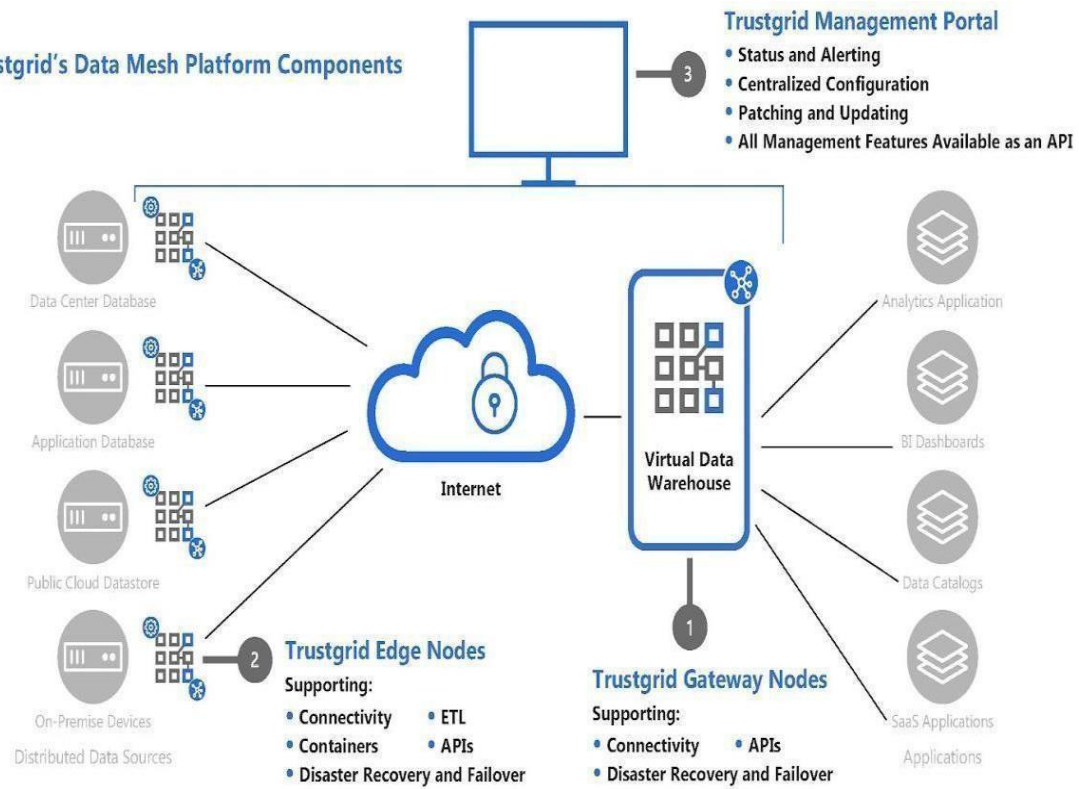 stgrid's Data Mesh Platform Components
Trustgrid Management Portal
• Status and Alerting
• Centralized Configuration
• Patching and Updating
• All Management Features Available as an API
3
Data Center Database
Application Database
Public Cloud Datastore
On-Premise Devices
Distributed Data Sources
Internet
Virtual Data
Warehouse
Analytics Application
BI Dashboards
Data Catalogs
SaaS Applications
Applications
2
Trustgrid Edge Nodes
Supporting:
• Connectivity • ETL
• Containers • APIs
• Disaster Recovery and Failover
1
Trustgrid Gateway Nodes
Supporting:
• Connectivity • APIs
• Disaster Recovery and Failover